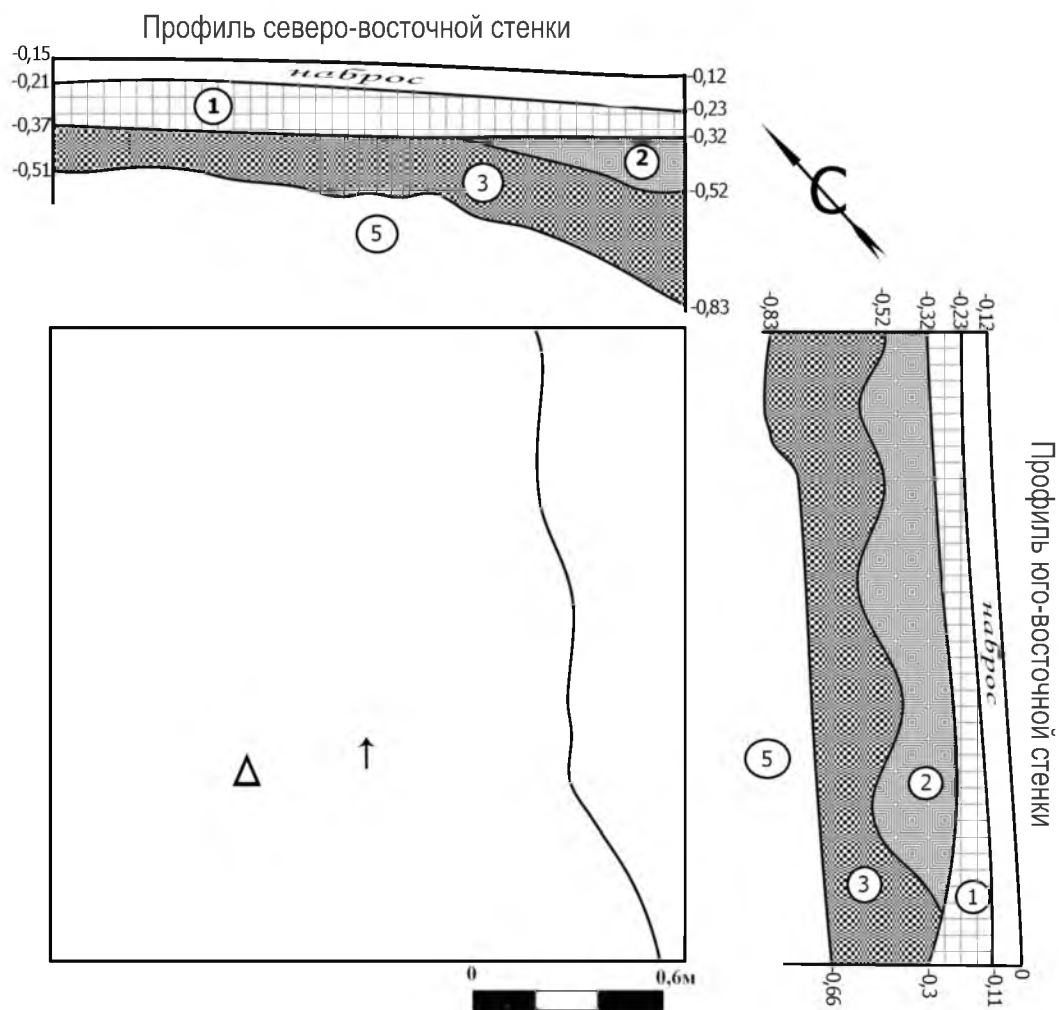 Профиль северо-восточной стенки
-0,15
-0,21
-0,37
-0,51
наброс
-0,12
-0,23
-0,32
-0,52
-0,83
1
2
3
5
С
-0,83 -0,52 -0,32 -0,23 -0,12
наброс
Профиль юго-восточной стенки
5
2
3
1
-0,66 -0,3 -0,11 0
0 0,6м